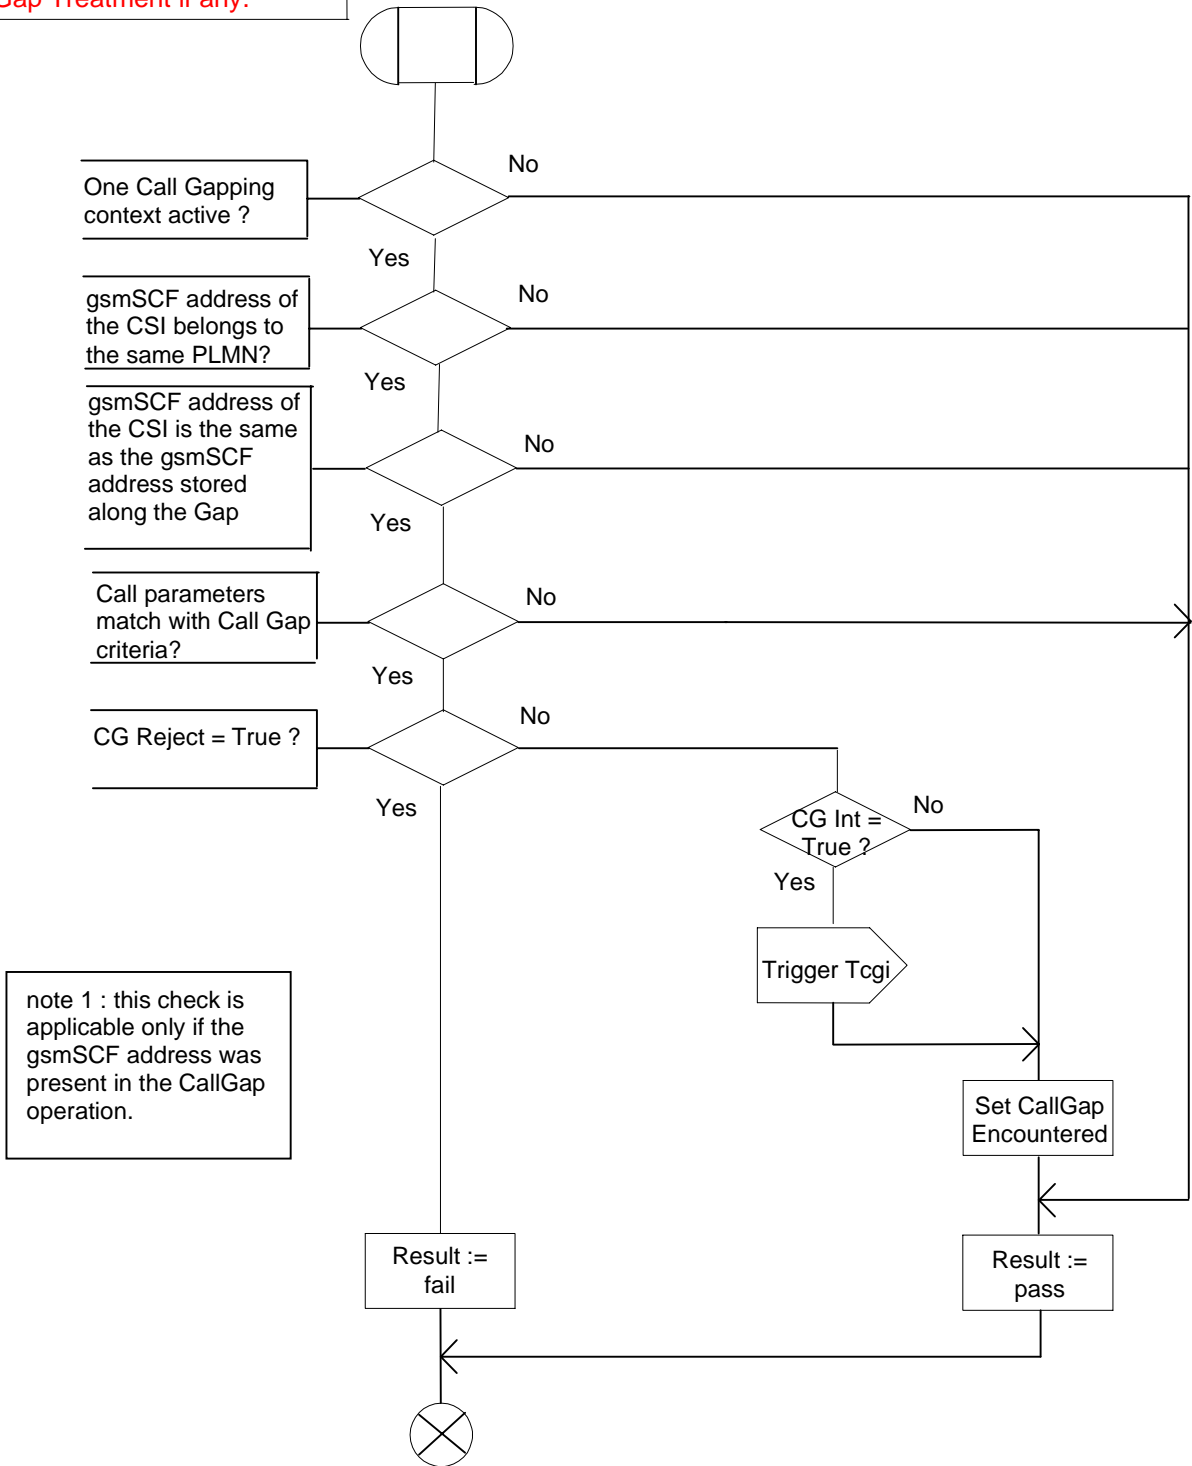 Gap Treatment if any.
No
One Call Gapping
context active ?
Yes
No
gsmSCF address of
the CSI belongs to
the same PLMN?
Yes
gsmSCF address of
the CSI is the same
as the gsmSCF
address stored
along the Gap
No
Yes
Call parameters
match with Call Gap
criteria?
No
Yes
CG Reject = True ?
No
Yes
CG Int =
True ?
No
Yes
Trigger Tcgi
note 1 : this check is
applicable only if the
gsmSCF address was
present in the CallGap
operation.
Set CallGap
Encountered
Result :=
fail
Result :=
pass